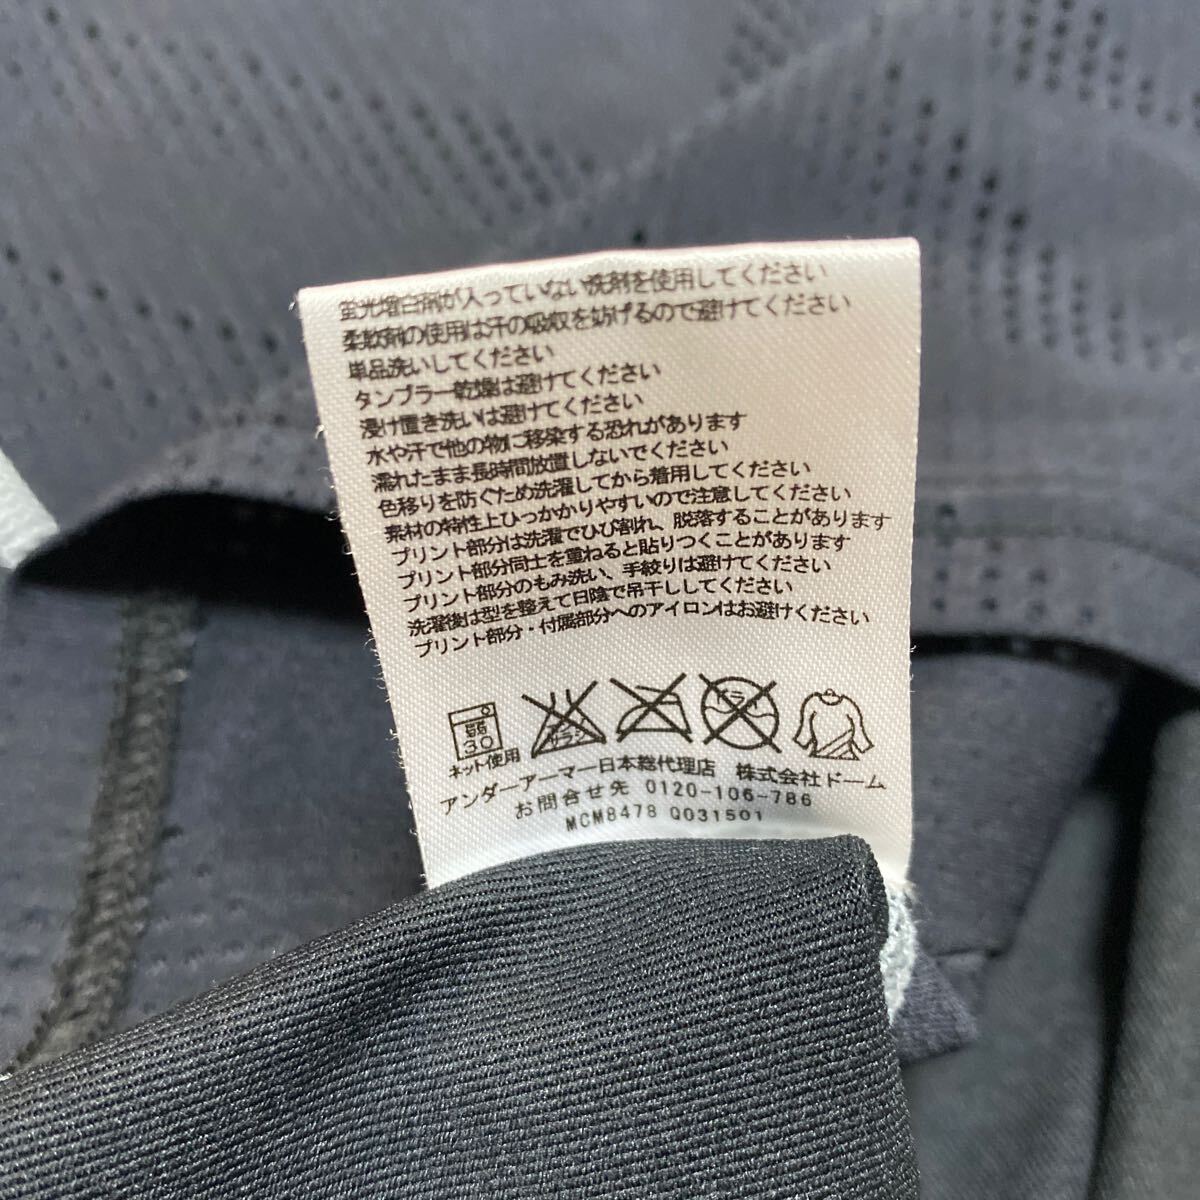 蛍光増白剤が入っていない洗剤を使用してください
柔軟剤の使用は汗の吸収を妨げるので避けてください
単品洗いしてください
タンブラー乾燥は避けてください
浸け置き洗いは避けてください
水や汗で他の物に移染する恐れがあります
濡れたまま長時間放置しないでください
色移りを防ぐため洗濯してから着用してください
素材の特性上ひっかかりやすいので注意してください
プリント部分は洗濯でひび割れ、脱落することがあります
プリント部分同士を重ねると貼りつくことがあります
プリント部分のもみ洗い、手絞りは避けてください
洗濯後は型を整えて日陰で吊干ししてください
プリント部分・付属部分へのアイロンはお避けください
弱
30
ネット使用
エンソ
サラシ
ドライ
アンダーアーマー日本総代理店 株式会社ドーム
お問合せ先 0120-106-786
MCM8478 Q031501